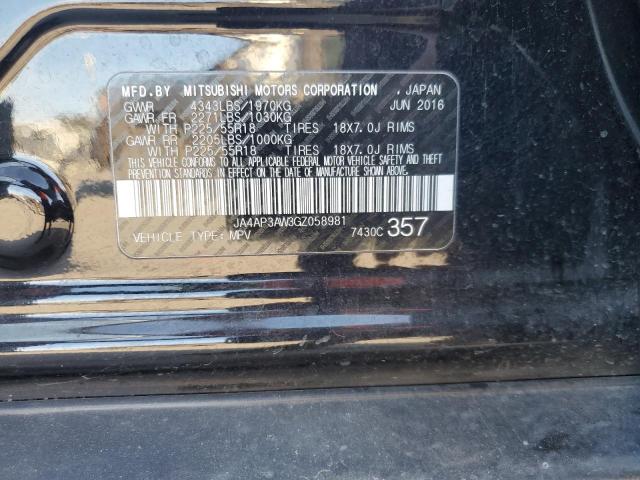 MFD.BY MITSUBISHI MOTORS CORPORATION , JAPAN
GVWR 4343LBS/1970KG JUN 2016
GAWR FR 2271LBS/1030KG
WITH P225/55R18 TIRES 18X7.0J RIMS
GAWR RR 2205LBS/1000KG
WITH P225/55R18 TIRES 18X7.0J RIMS
THIS VEHICLE CONFORMS TO ALL APPLICABLE FEDERAL MOTOR VEHICLE SAFETY AND THEFT
PREVENTION STANDARDS IN EFFECT ON THE DATE OF MANUFACTURE SHOWN ABOVE.
JA4AP3AW3GZ058981
VEHICLE TYPE: MPV 7430C 357